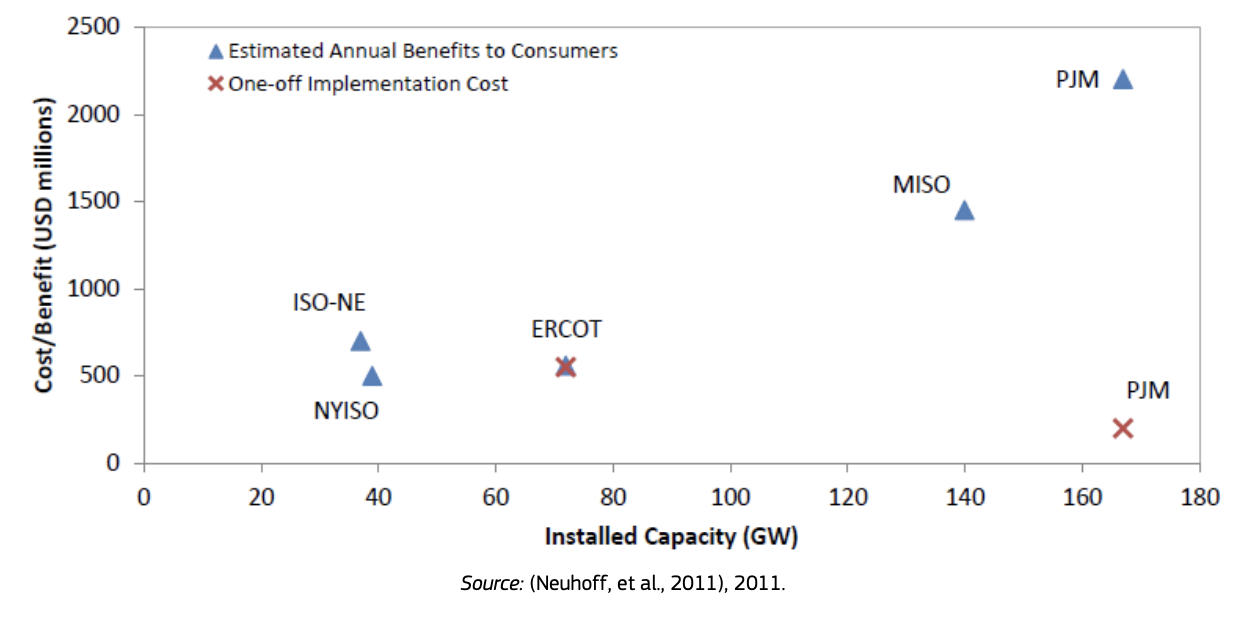 2500
2000
1500
1000
500
0
Cost/Benefit (USD millions)
Estimated Annual Benefits to Consumers
One-off Implementation Cost
PJM
MISO
ISO-NE
ERCOT
NYISO
PJM
0 20 40 60 80 100 120 140 160 180
Installed Capacity (GW)
Source: (Neuhoff, et al., 2011), 2011.